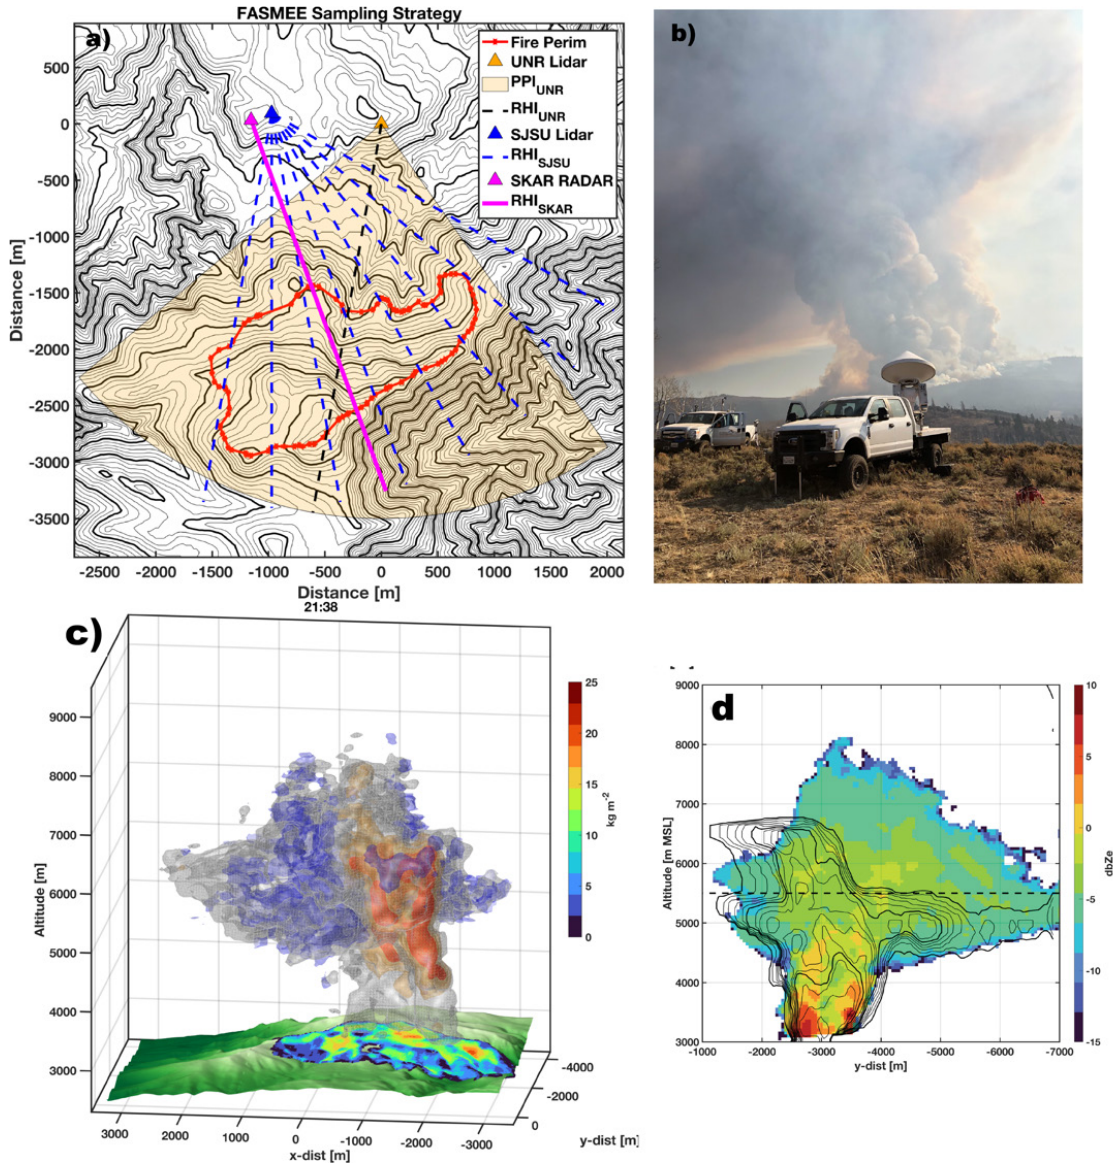 FASMEE Sampling Strategy
a)
Fire Perim
UNR Lidar
PPI_UNR
RHI_UNR
SJSU Lidar
RHI_SJSU
SKAR RADAR
RHI_SKAR
500
0
-500
-1000
-1500
-2000
-2500
-3000
-3500
Distance [m]
-2500 -2000 -1500 -1000 -500 0 500 1000 1500 2000
Distance [m]
b)
21:38
c)
9000
8000
7000
6000
5000
4000
3000
Altitude [m]
3000 2000 1000 0 -1000 -2000 -3000
x-dist [m]
-4000
-2000
0
y-dist [m]
25
20
15
10
5
0
kg m-2
d
9000
8000
7000
6000
5000
4000
3000
Altitude [m MSL]
-1000 -2000 -3000 -4000 -5000 -6000 -7000
y-dist [m]
10
5
0
-5
-10
-15
dbZe